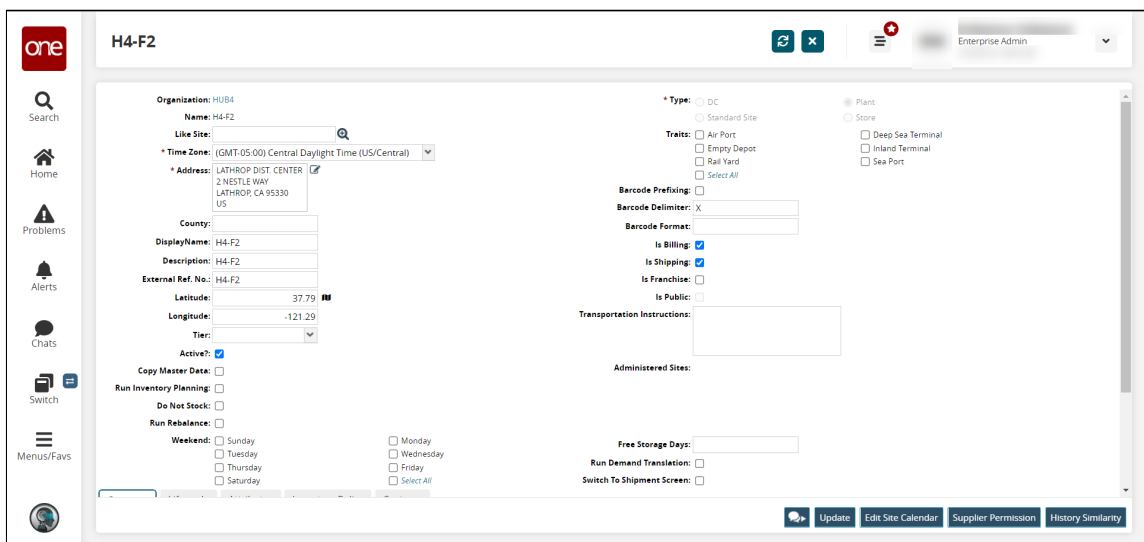 one
H4-F2
Enterprise Admin
Search
Home
Problems
Alerts
Chats
Switch
Menus/Favs
Organization: HUB4
Name: H4-F2
Like Site:
* Time Zone: (GMT-05:00) Central Daylight Time (US/Central)
* Address: LATHROP DIST. CENTER
2 NESTLE WAY
LATHROP, CA 95330
US
County:
DisplayName: H4-F2
Description: H4-F2
External Ref. No.: H4-F2
Latitude: 37.79
Longitude: -121.29
Tier:
Active?:
Copy Master Data:
Run Inventory Planning:
Do Not Stock:
Run Rebalance:
Weekend: Sunday Monday
Tuesday Wednesday
Thursday Friday
Saturday Select All
* Type: DC Plant
Standard Site Store
Traits: Air Port Deep Sea Terminal
Empty Depot Inland Terminal
Rail Yard Sea Port
Select All
Barcode Prefixing:
Barcode Delimiter: X
Barcode Format:
Is Billing:
Is Shipping:
Is Franchise:
Is Public:
Transportation Instructions:
Administered Sites:
Free Storage Days:
Run Demand Translation:
Switch To Shipment Screen:
Update Edit Site Calendar Supplier Permission History Similarity